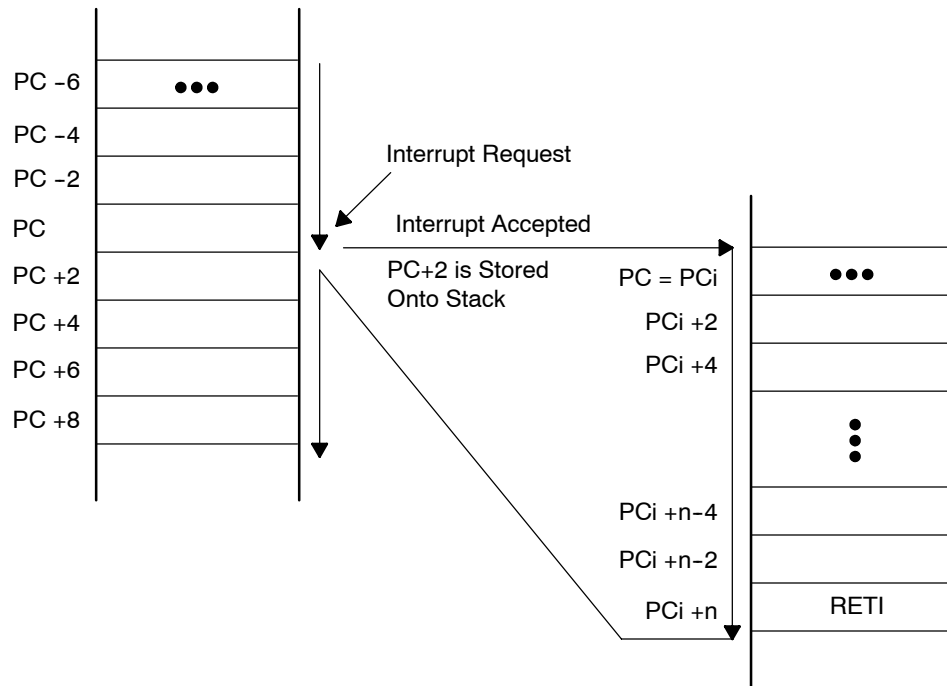 PC -6
PC -4
PC -2
PC
PC +2
PC +4
PC +6
PC +8
Interrupt Request
Interrupt Accepted
PC+2 is Stored
Onto Stack
PC = PCi
PCi +2
PCi +4
PCi +n-4
PCi +n-2
PCi +n
RETI